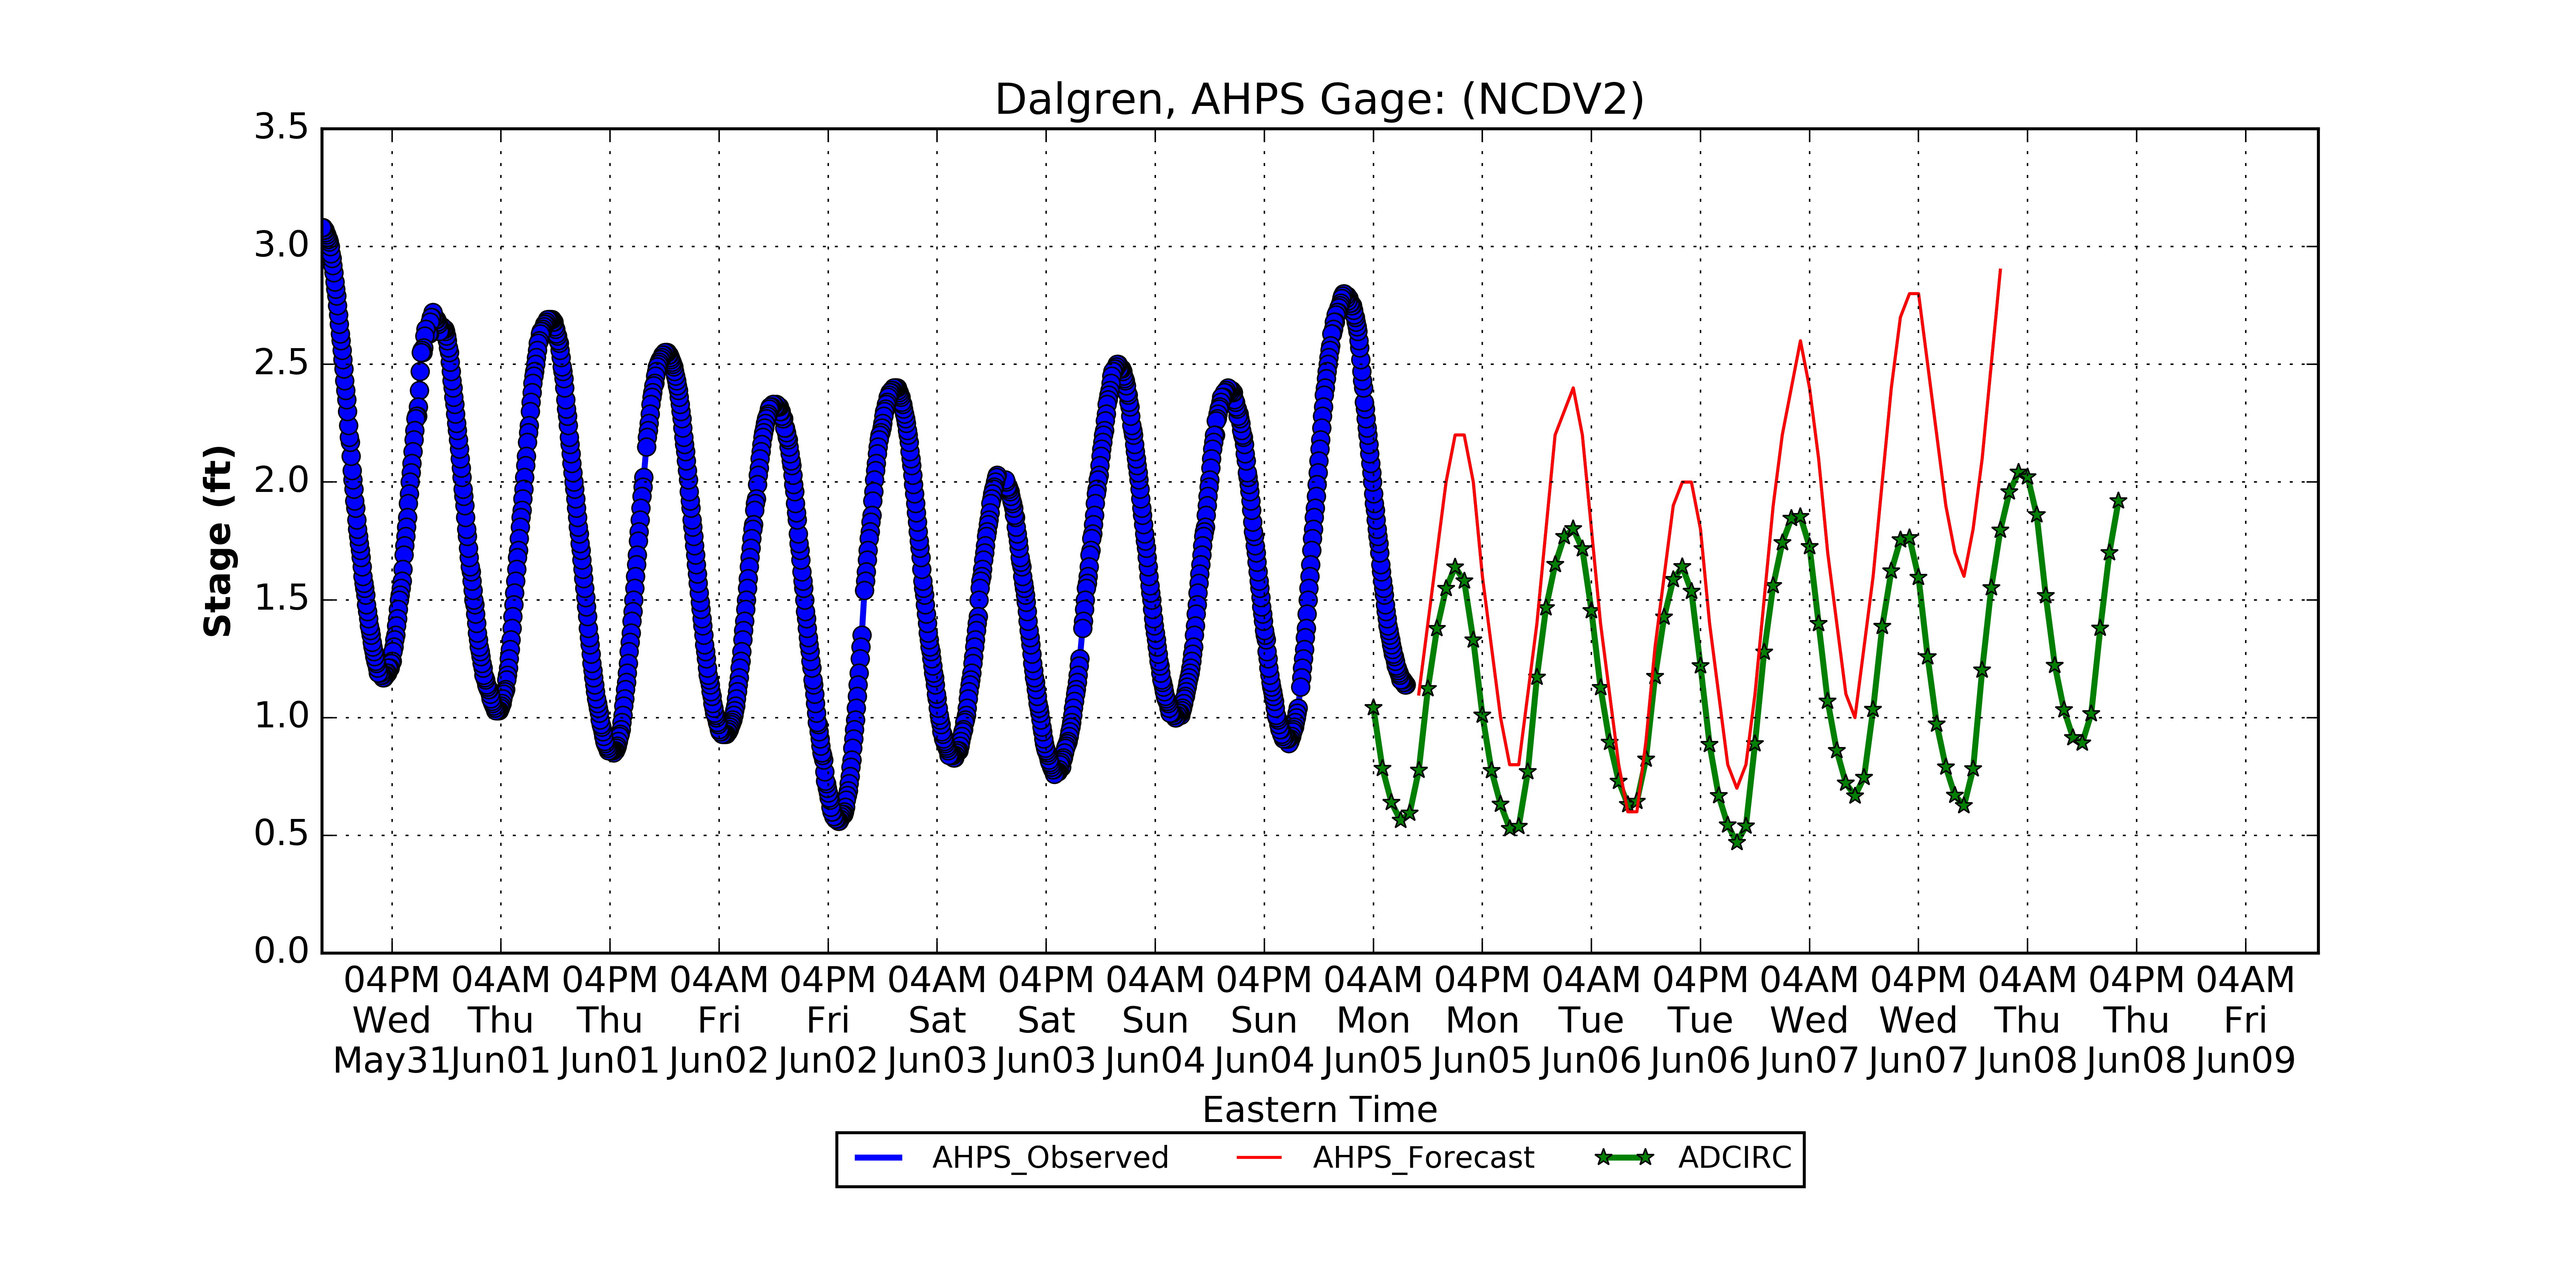 Dalgren, AHPS Gage: (NCDV2)
Stage (ft)
3.5
3.0
2.5
2.0
1.5
1.0
0.5
0.0
04PM 04AM 04PM 04AM 04PM 04AM 04PM 04AM 04PM 04AM 04PM 04AM 04PM 04AM 04PM 04AM 04PM 04AM
Wed Thu Thu Fri Fri Sat Sat Sun Sun Mon Mon Tue Tue Wed Wed Thu Thu Fri
May31 Jun01 Jun01 Jun02 Jun02 Jun03 Jun03 Jun04 Jun04 Jun05 Jun05 Jun06 Jun06 Jun07 Jun07 Jun08 Jun08 Jun09
Eastern Time
AHPS_Observed AHPS_Forecast ADCIRC